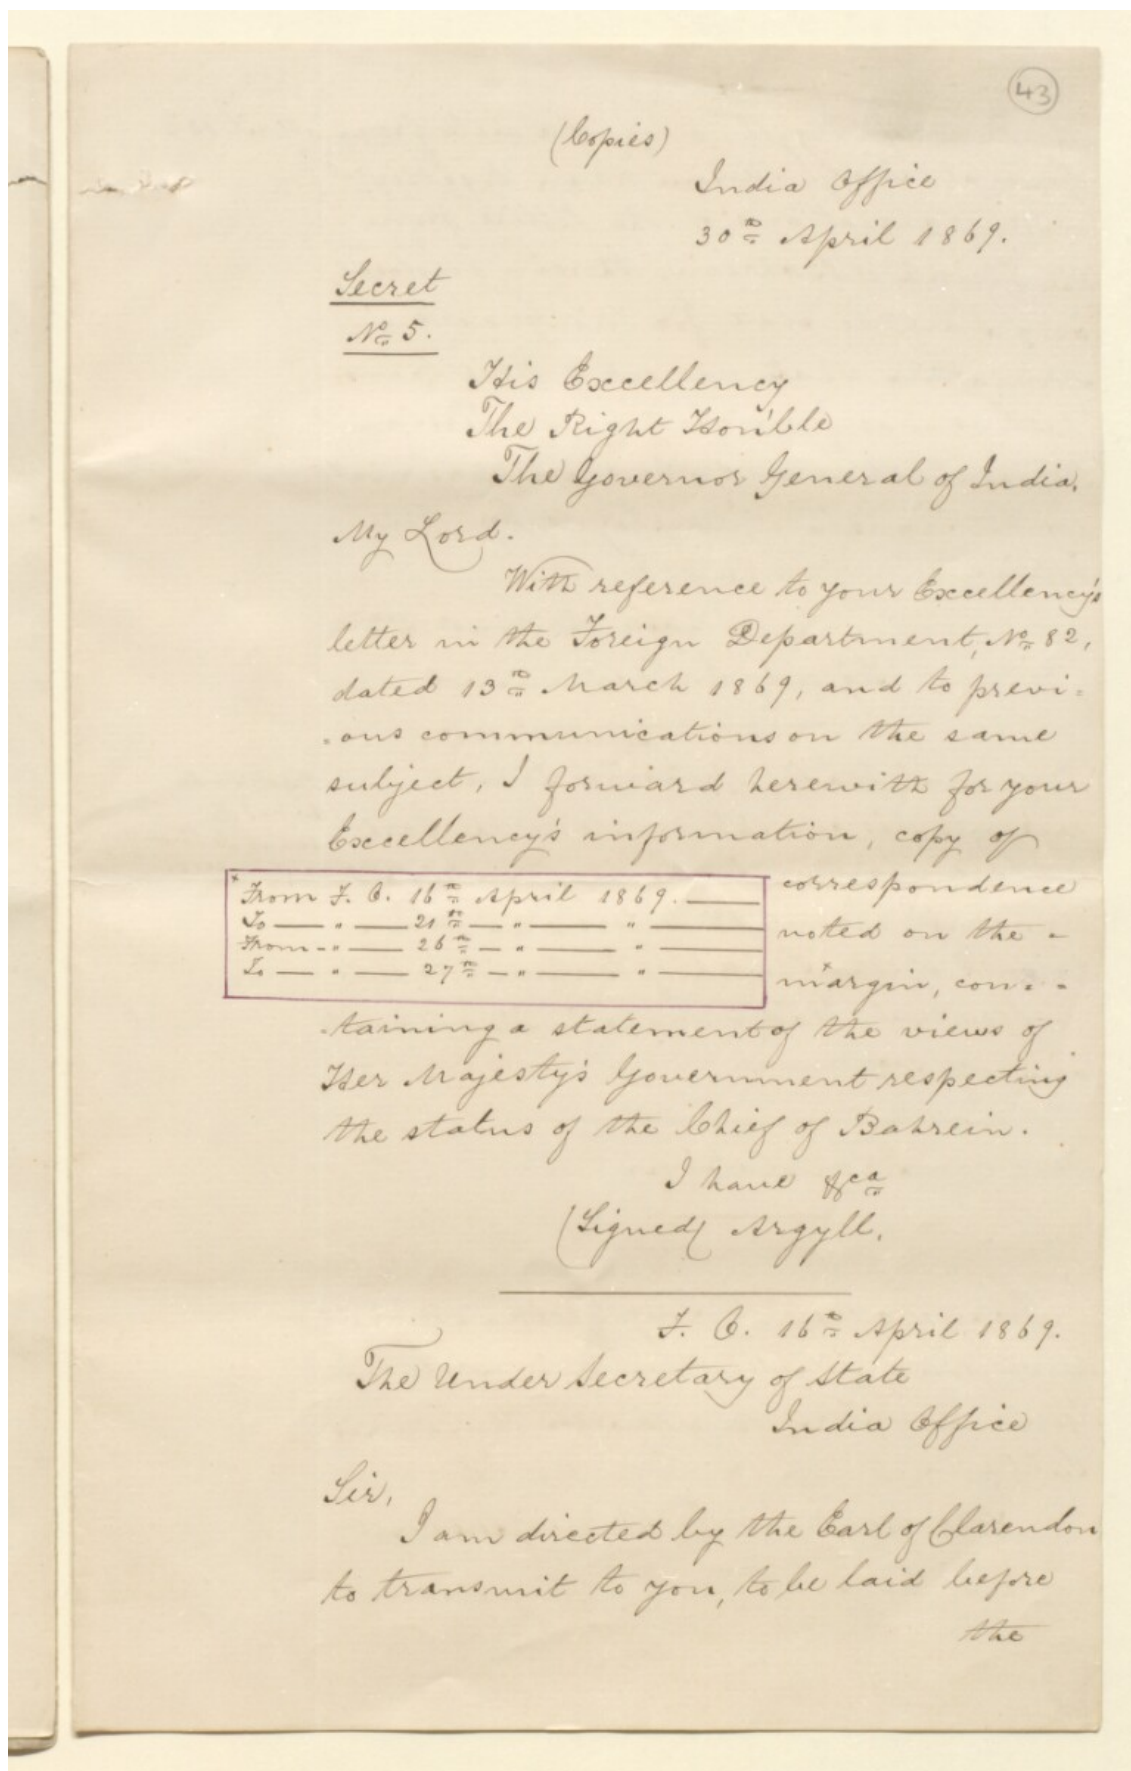 43
(Copies)
India Office
30th April 1869.
Secret
No 5.
His Excellency
The Right Hon'ble
The Governor General of India.
My Lord.
With reference to your Excellency's
letter in the Foreign Department, No 82,
dated 13th March 1869, and to previ-
-ous communications on the same
subject, I forward herewith for your
Excellency's information, copy of
correspondence
noted on the -
margin,* con- -
* From F. O. 16th April 1869. ——
To — " — 21st — " — " ——
From - " — 26th — " — " ——
To — " — 27th — " — " ——
-taining a statement of the views of
Her Majesty's Government respecting
the status of the Chief of Bahrein.
I have &ca
(Signed) Argyll.
F. O. 16th April 1869.
The Under Secretary of State
India Office
Sir,
I am directed by the Earl of Clarendon
to transmit to you, to be laid before
the